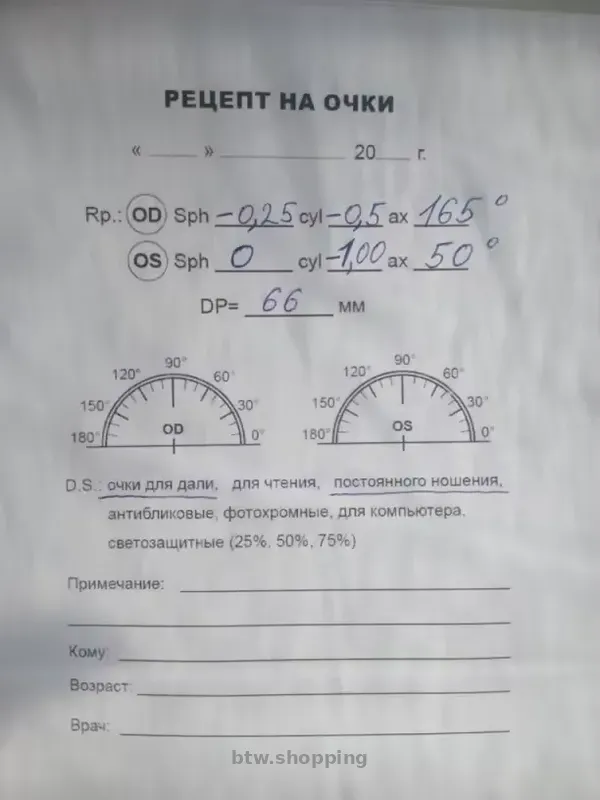 РЕЦЕПТ НА ОЧКИ
« ____ » ____________ 20___ г.
Rp.: OD Sph -0,25 cyl -0,5 ax 165°
OS Sph 0 cyl -1,00 ax 50°
DP= 66 мм
120° 90° 60° 120° 90° 60°
150° 30° 150° 30°
OD OS
180° 0° 180° 0°
D.S.: очки для дали, для чтения, постоянного ношения,
антибликовые, фотохромные, для компьютера,
светозащитные (25%, 50%, 75%)
Примечание:
Кому:
Возраст:
Врач:
btw.shopping